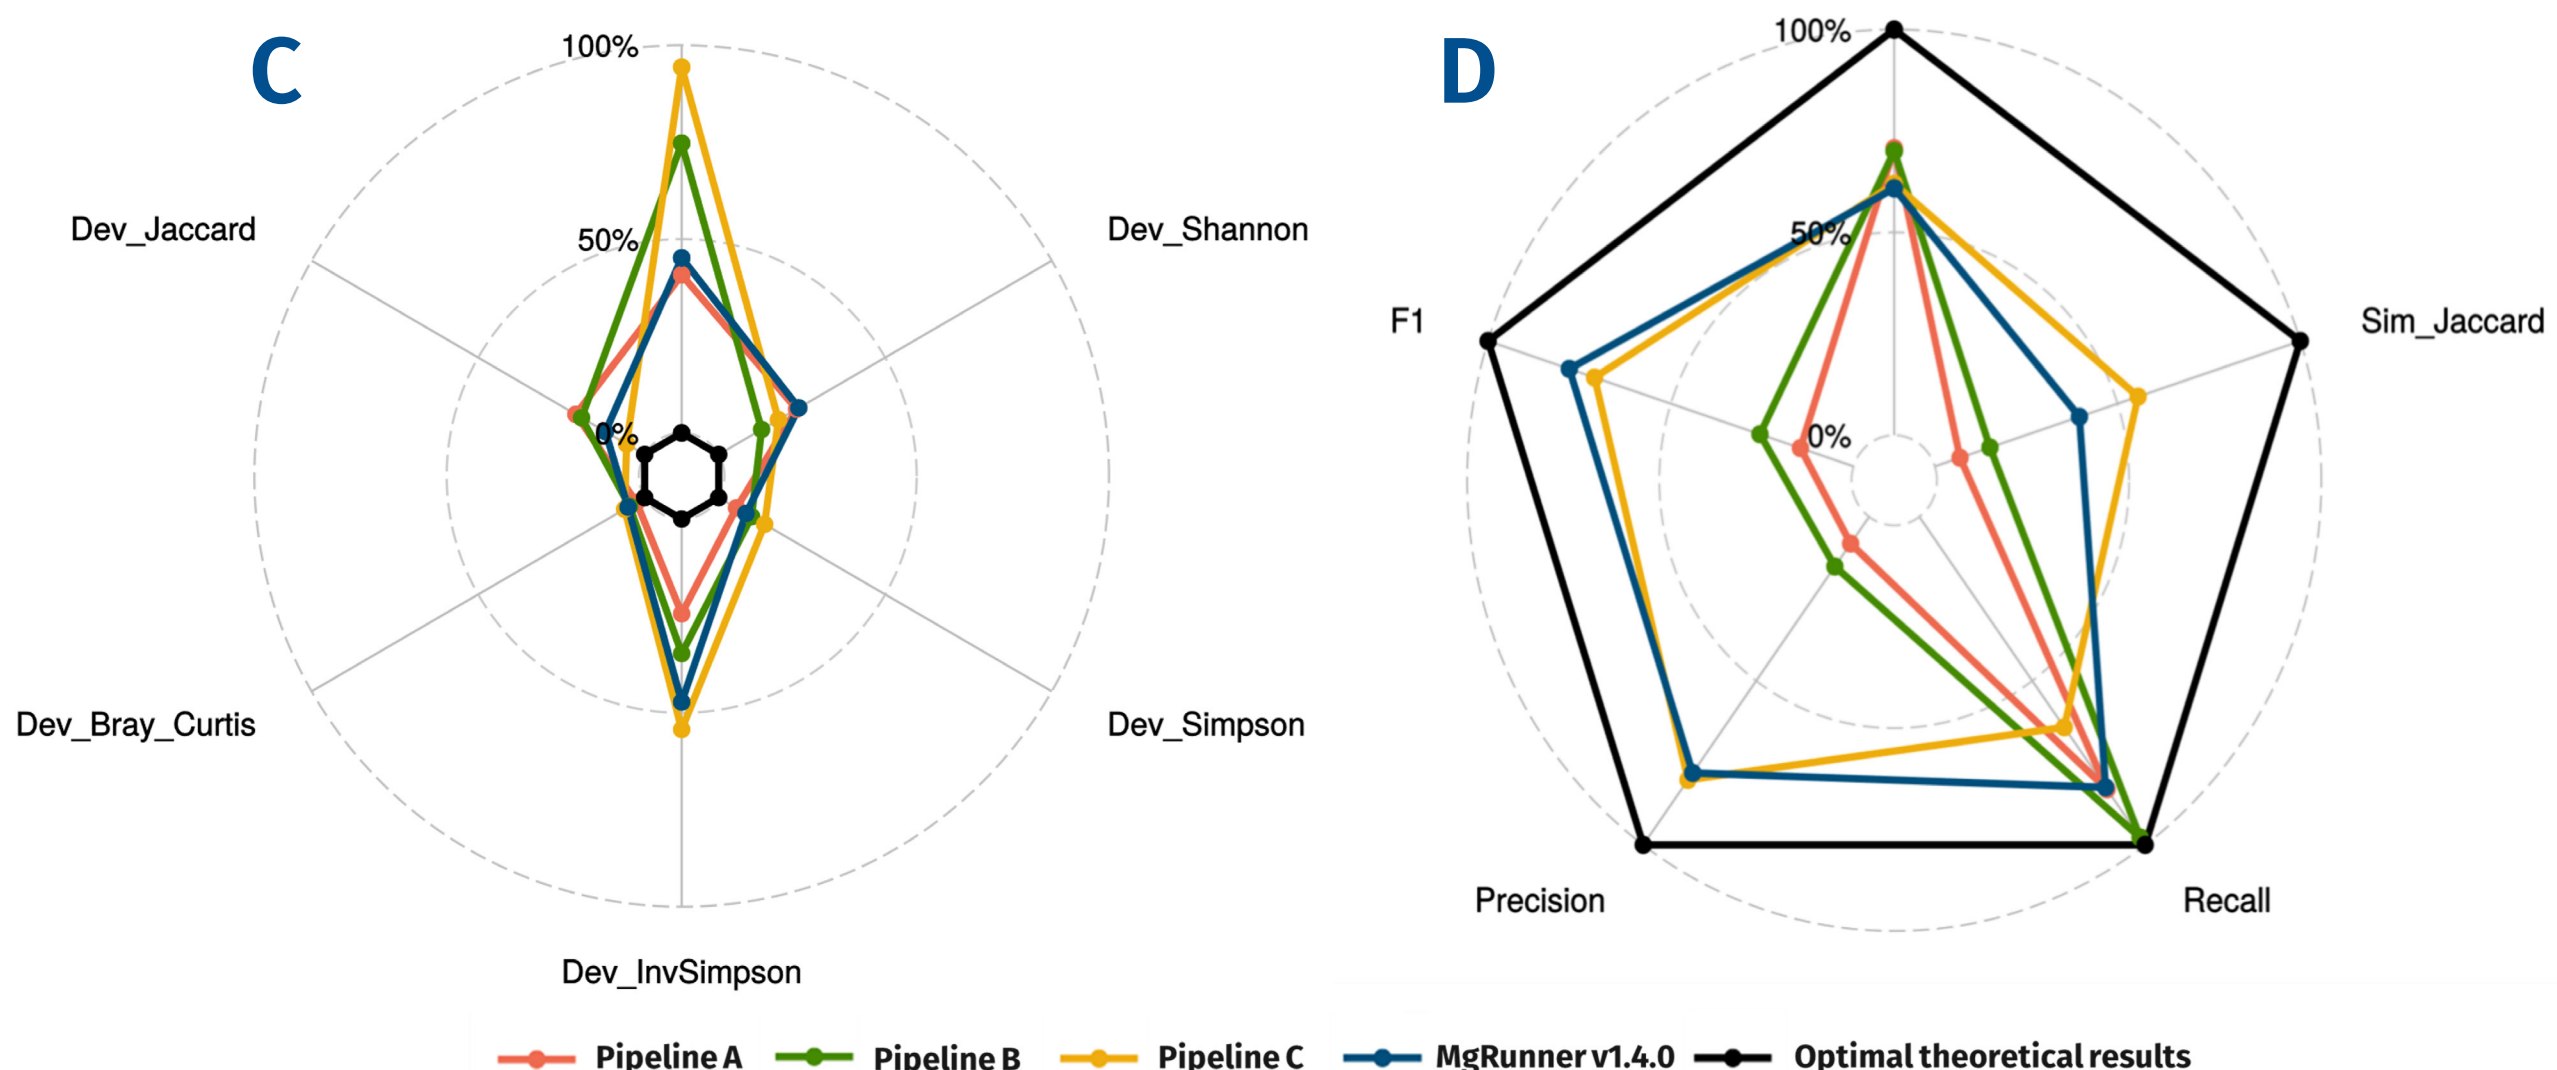 C
100%
50%
0%
Dev_Jaccard
Dev_Shannon
Dev_Bray_Curtis
Dev_Simpson
Dev_InvSimpson
D
100%
50%
0%
F1
Sim_Jaccard
Precision
Recall
Pipeline A
Pipeline B
Pipeline C
MgRunner v1.4.0
Optimal theoretical results